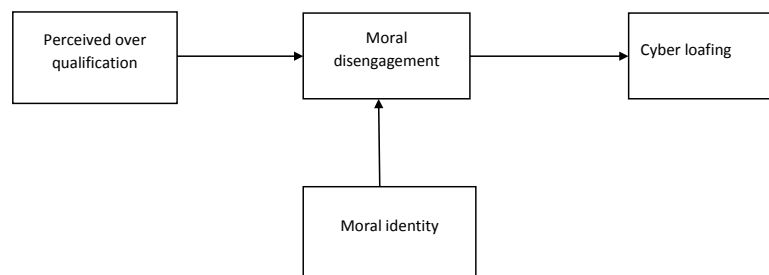 Perceived over
qualification
Moral
disengagement
Cyber loafing
Moral identity